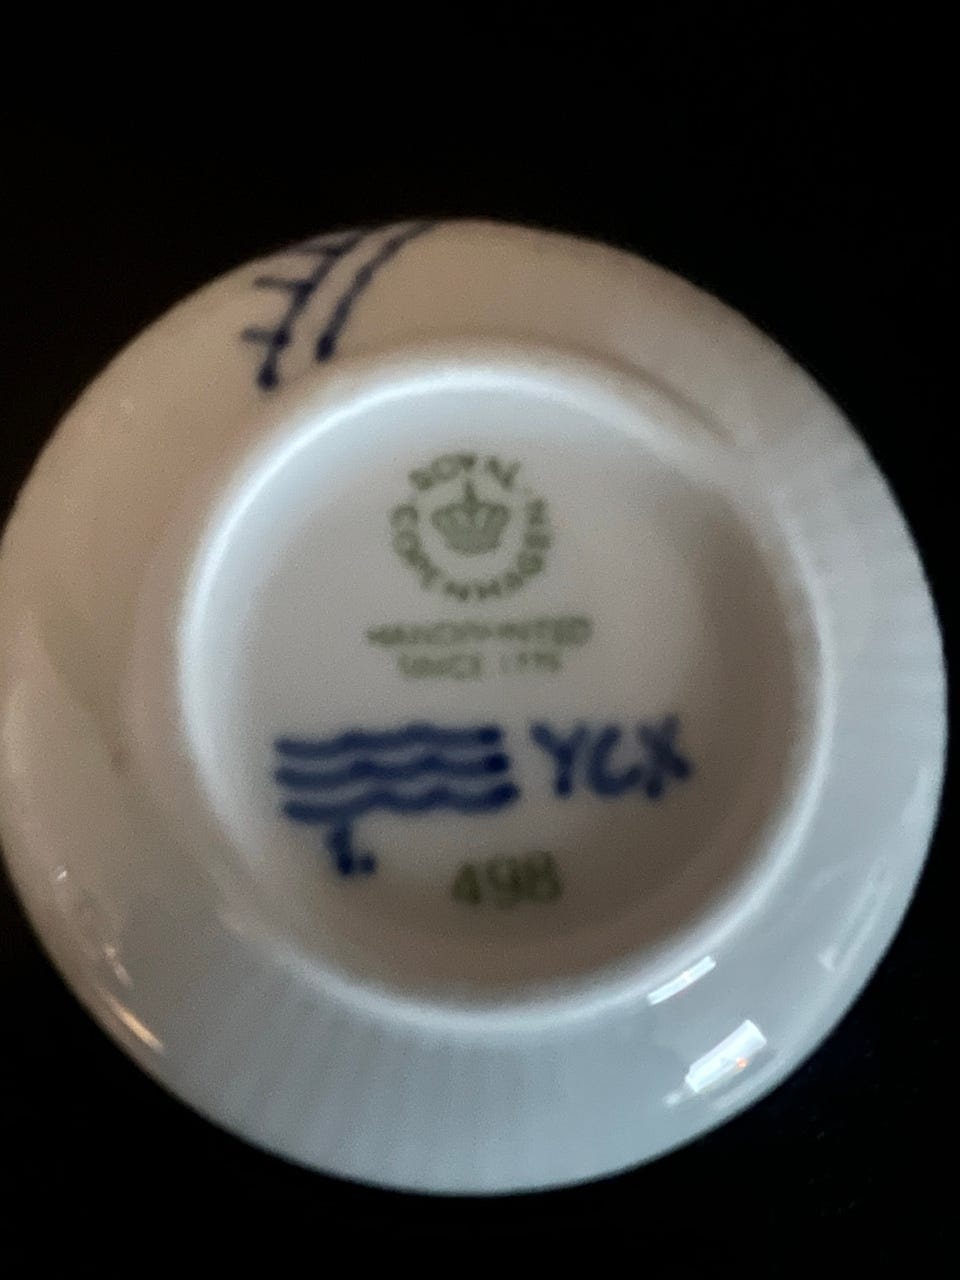 ROYAL COPENHAGEN
HANDPAINTED
SINCE 1775
YCX
498